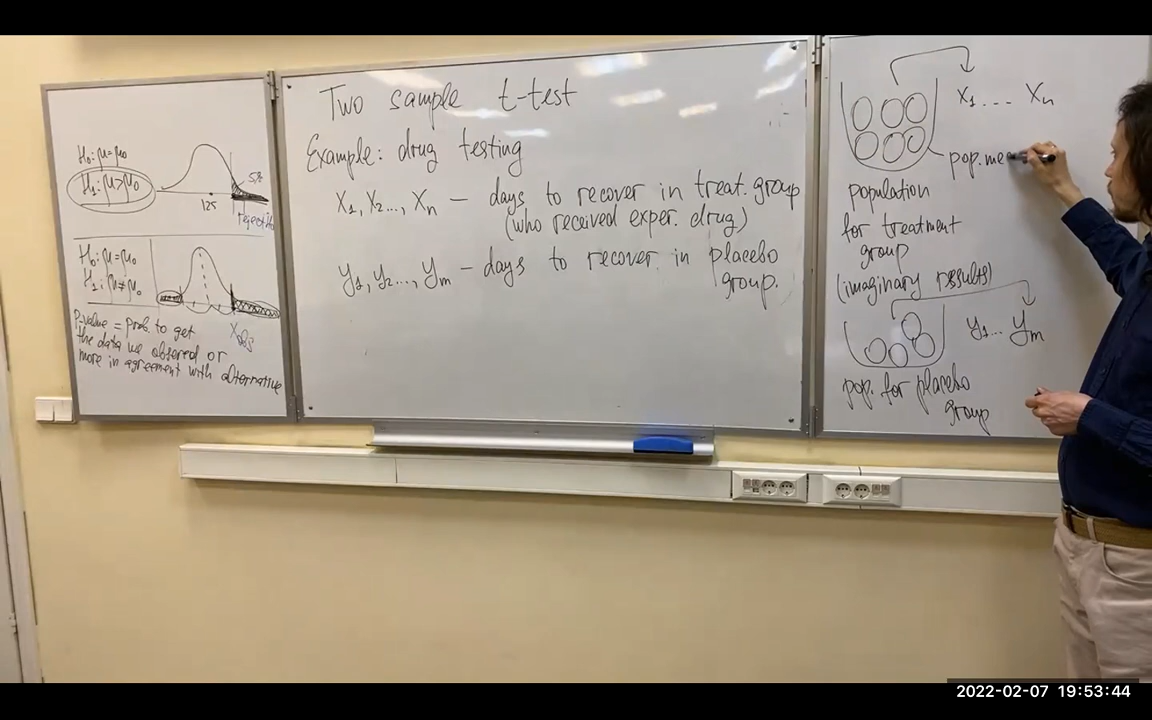 H₀: μ=μ₀
H₁: μ>μ₀
5%
125
reject H₀
H₀: μ=μ₀
H₁: μ≠μ₀
Xobs
P-value = Prob. to get
the data we observed or
more in agreement with alternative
Two sample t-test
Example: drug testing
X₁, X₂..., Xn – days to recover in treat. group
(who received exper. drug)
y₁, y₂..., ym – days to recover in placebo
group.
X₁ ... Xn
pop. me
population
for treatment
group
(imaginary results)
y₁... ym
pop. for placebo
group
2022-02-07 19:53:44